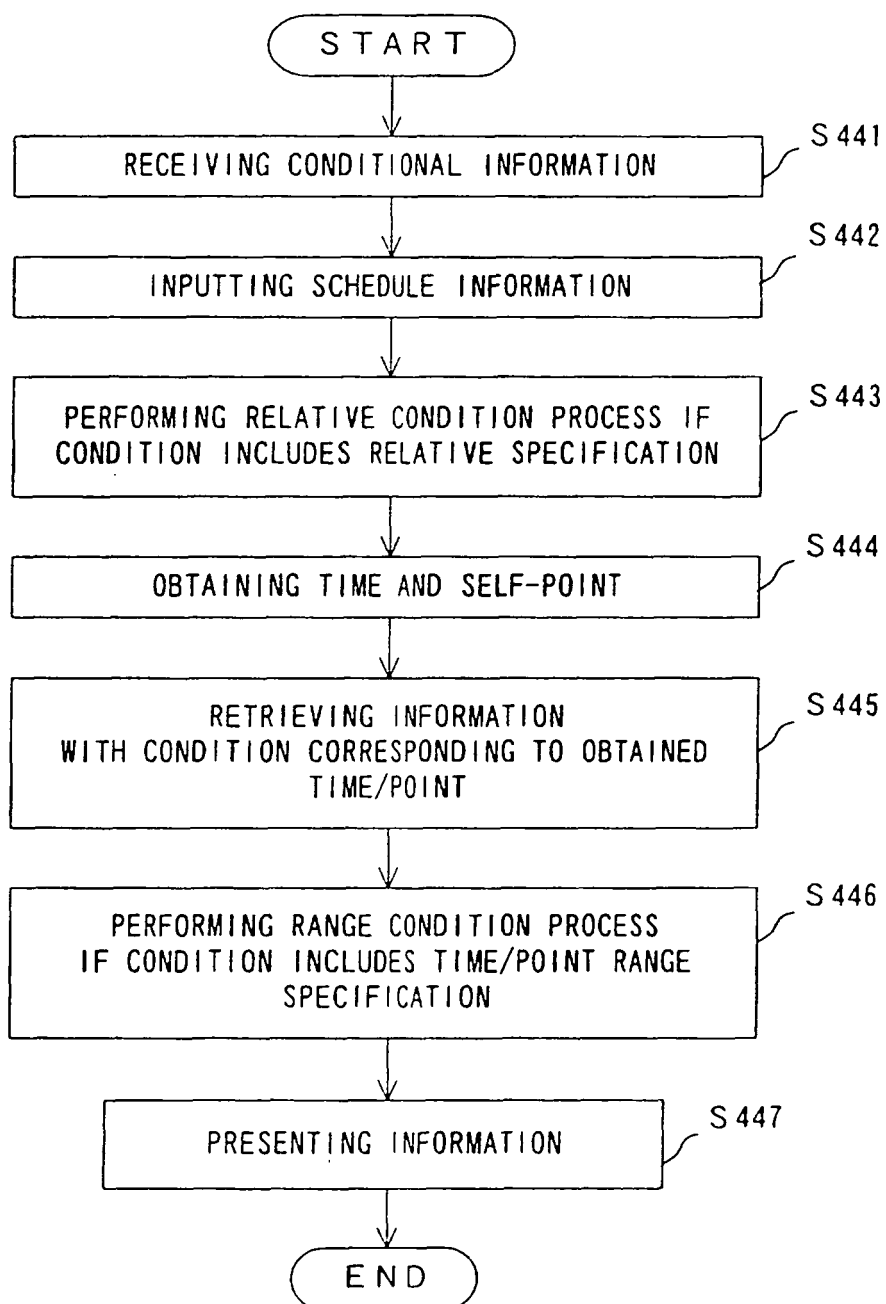 START
RECEIVING CONDITIONAL INFORMATION
S441
INPUTTING SCHEDULE INFORMATION
S442
PERFORMING RELATIVE CONDITION PROCESS IF
CONDITION INCLUDES RELATIVE SPECIFICATION
S443
OBTAINING TIME AND SELF-POINT
S444
RETRIEVING INFORMATION
WITH CONDITION CORRESPONDING TO OBTAINED
TIME/POINT
S445
PERFORMING RANGE CONDITION PROCESS
IF CONDITION INCLUDES TIME/POINT RANGE
SPECIFICATION
S446
PRESENTING INFORMATION
S447
END